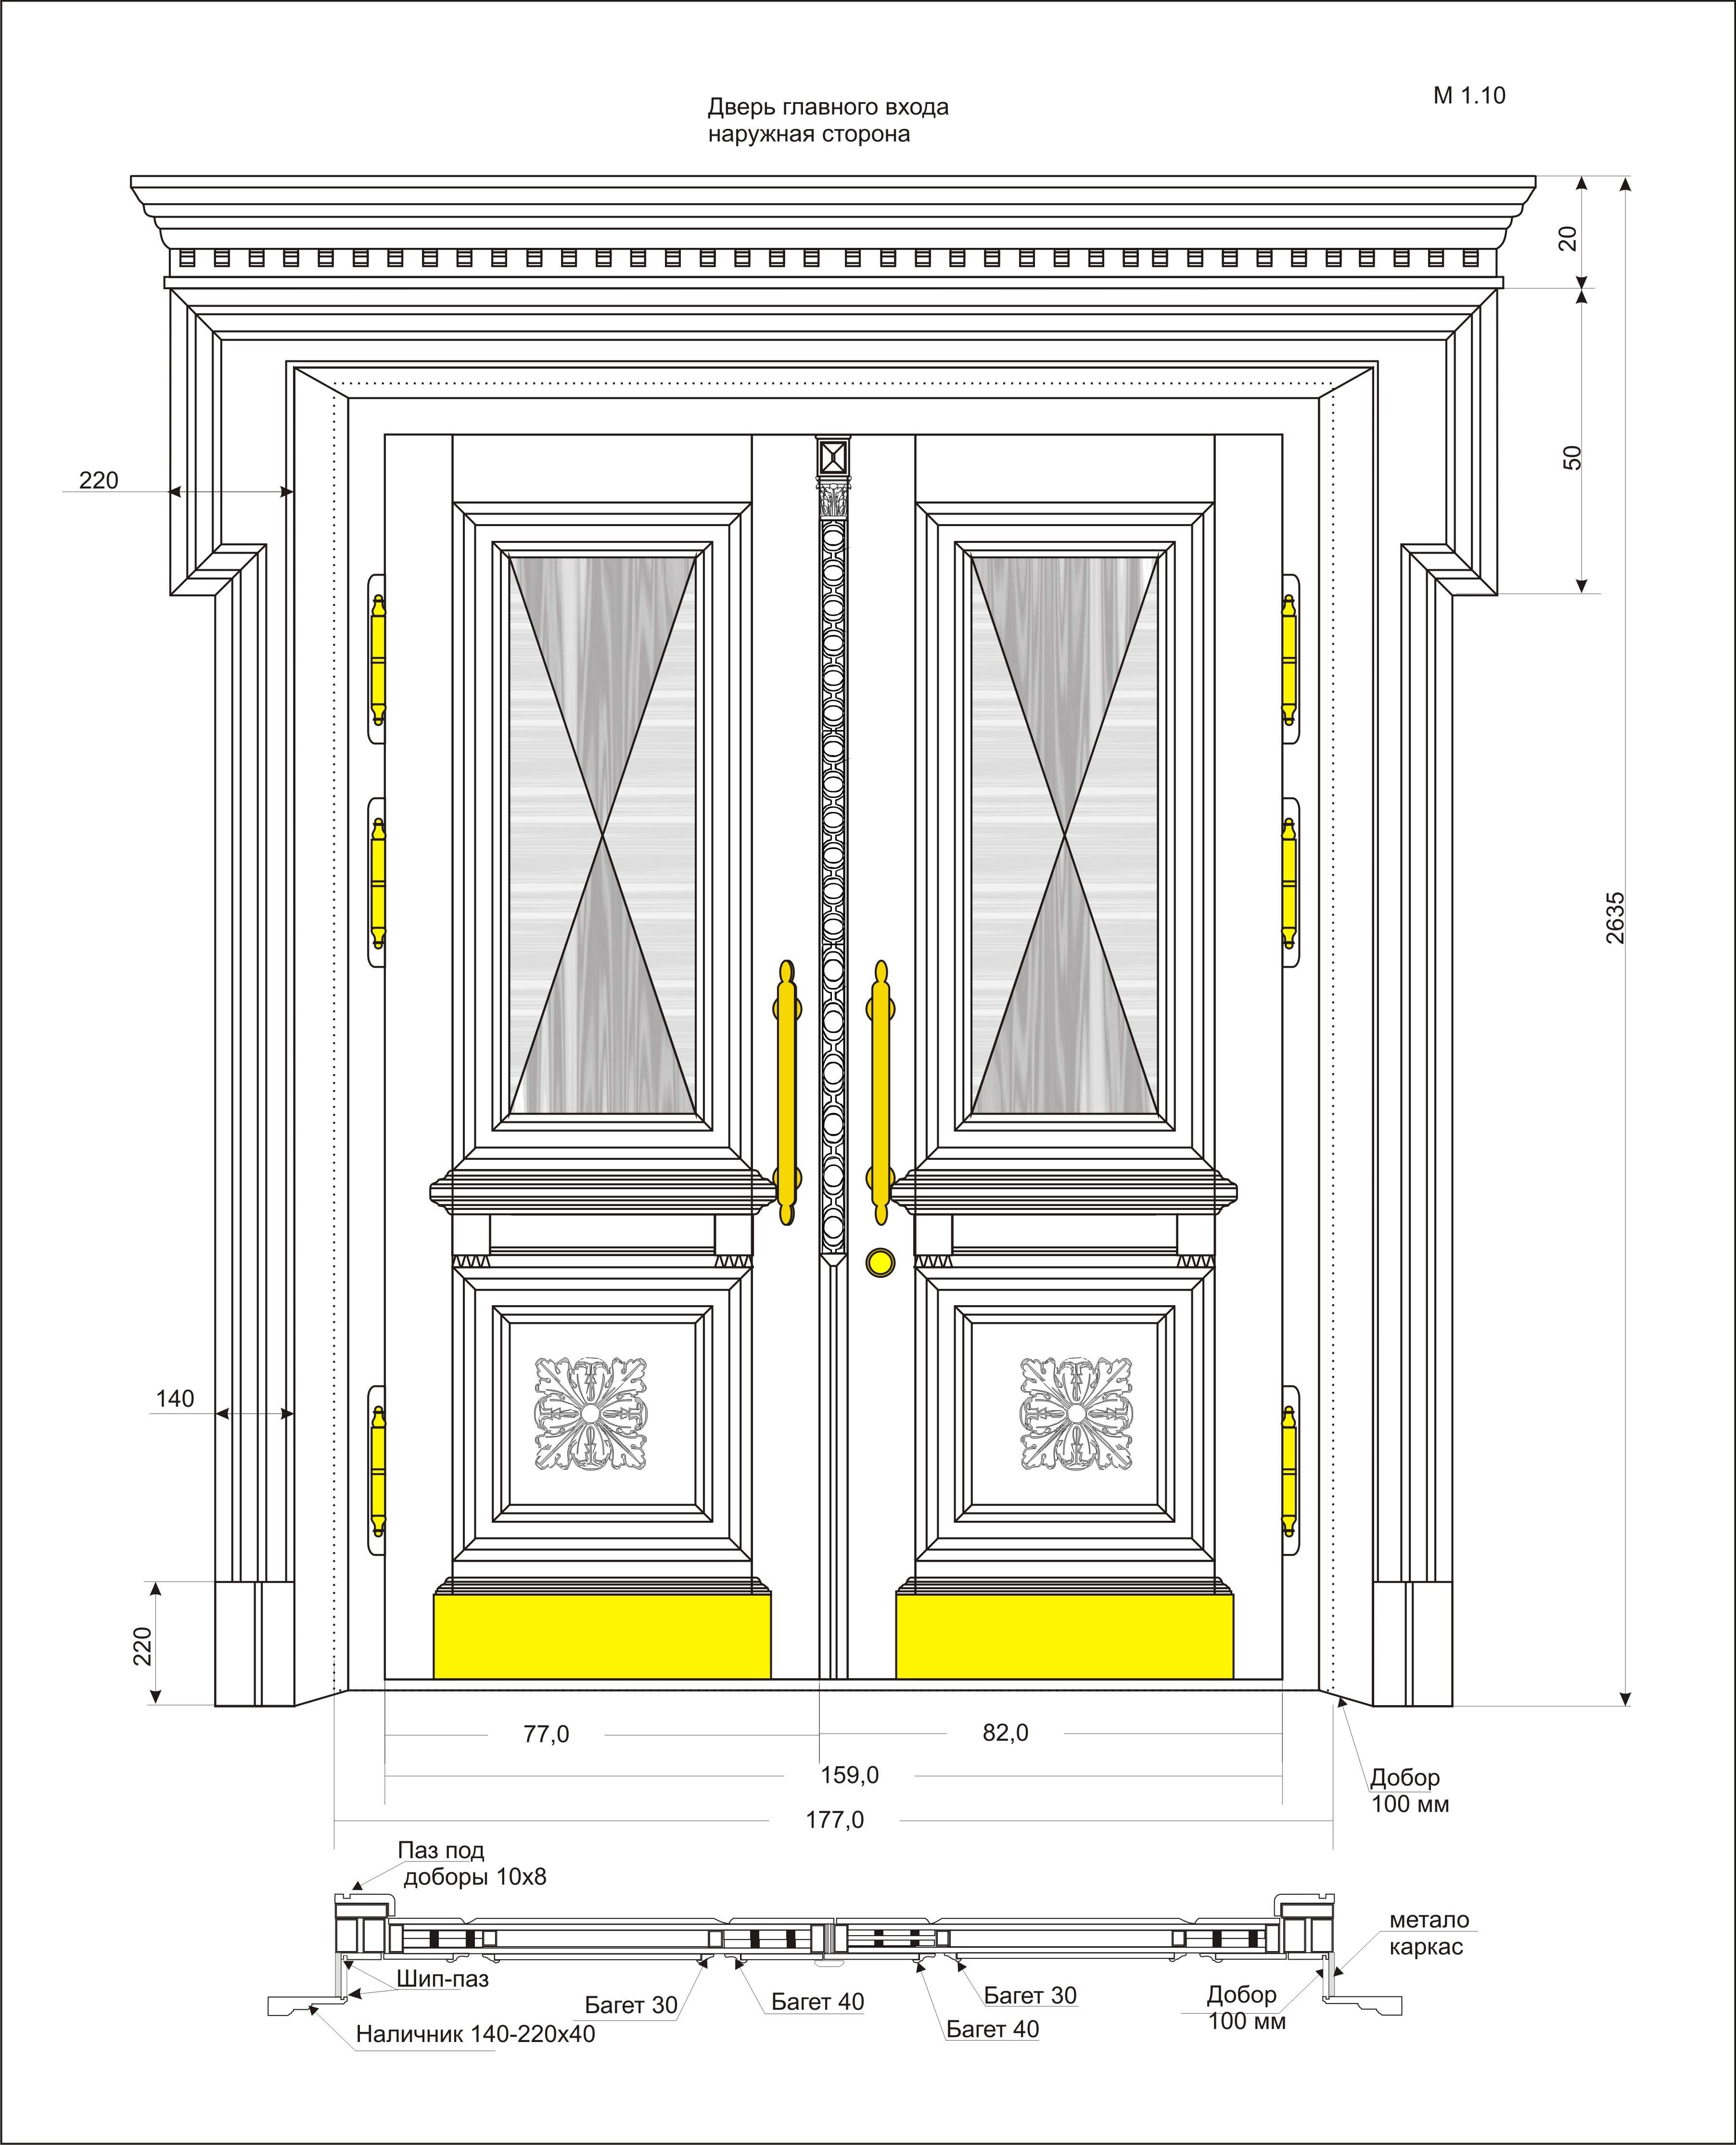 М 1.10
Дверь главного входа
наружная сторона
20
50
220
2635
140
220
77,0
82,0
159,0
177,0
Добор
100 мм
Паз под
доборы 10х8
метало
каркас
Шип-паз
Багет 30
Багет 40
Багет 30
Добор
100 мм
Багет 40
Наличник 140-220х40